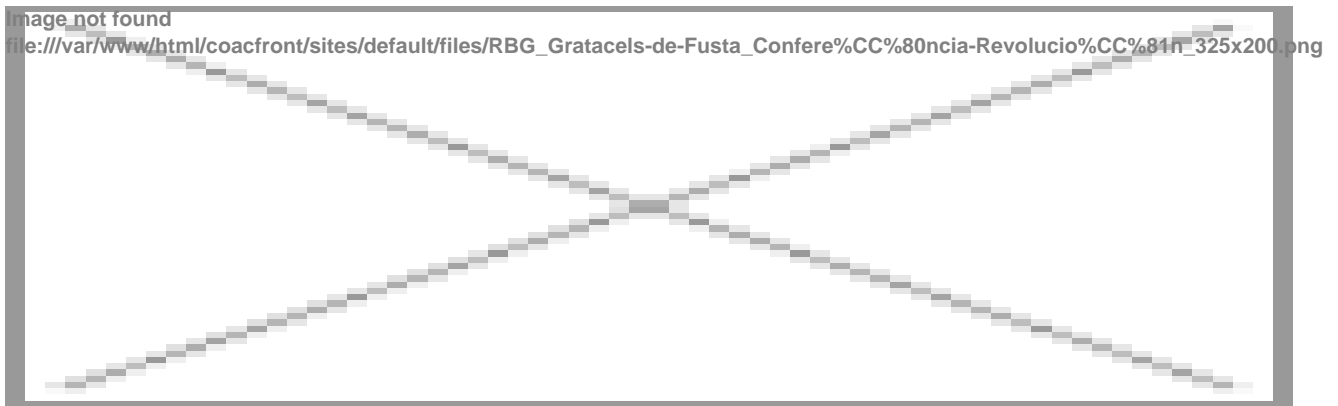 Image not found
file:///var/www/html/coacfront/sites/default/files/RBG_Gratacels-de-Fusta_Confere%CC%80ncia-Revolucio%CC%81n_325x200.png